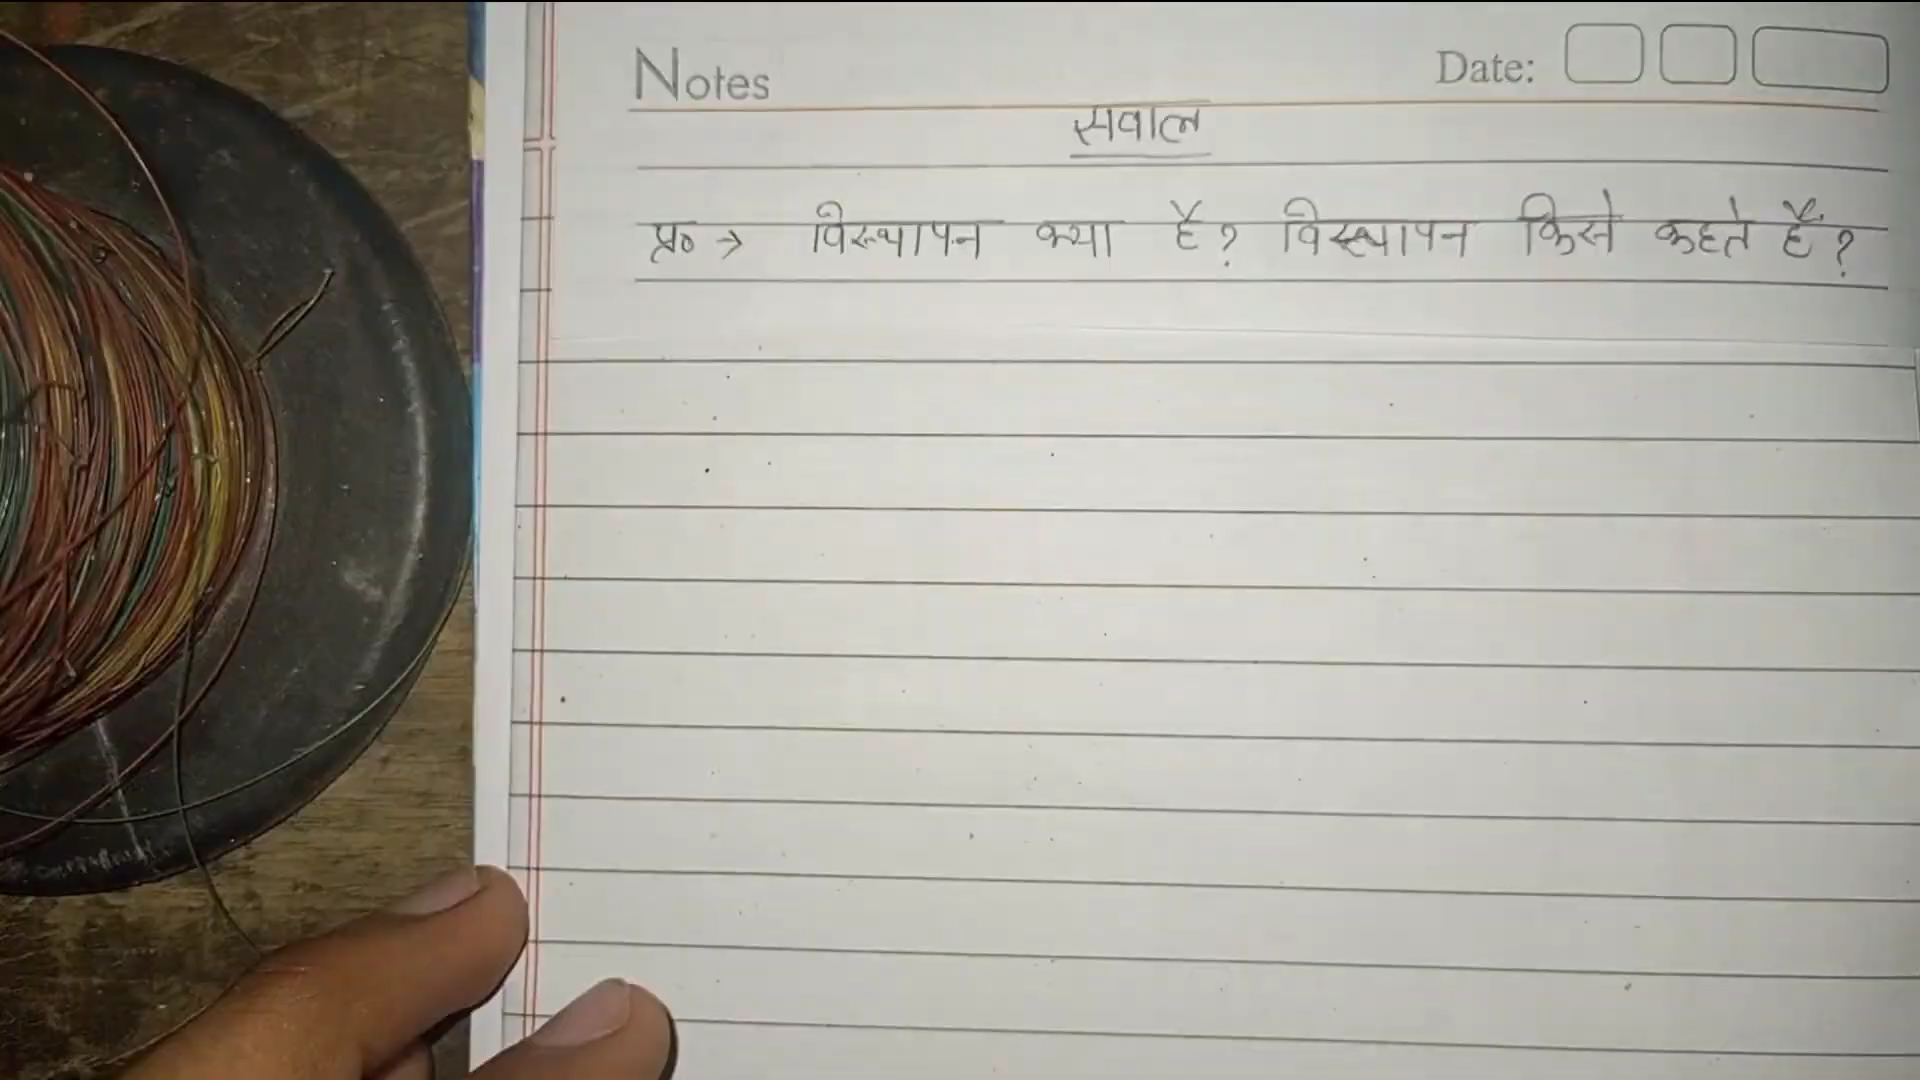 Notes Date:
सवाल
प्र० → विस्थापन क्या है? विस्थापन किसे कहते हैं?